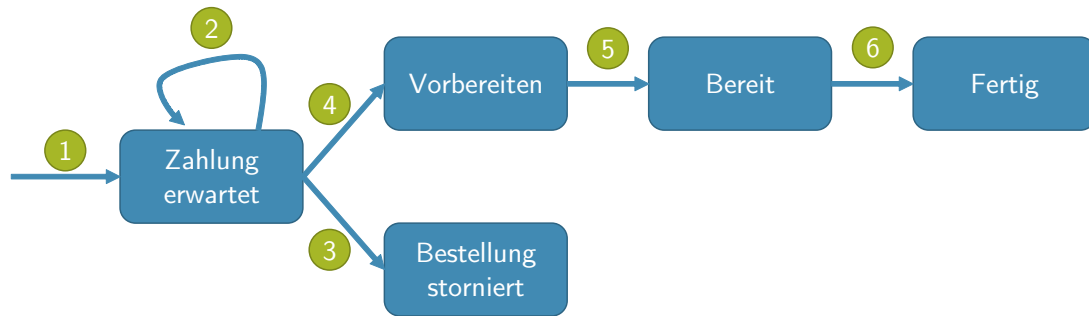 2
5
6
4
Vorbereiten
Bereit
Fertig
1
Zahlung
erwartet
3
Bestellung
storniert